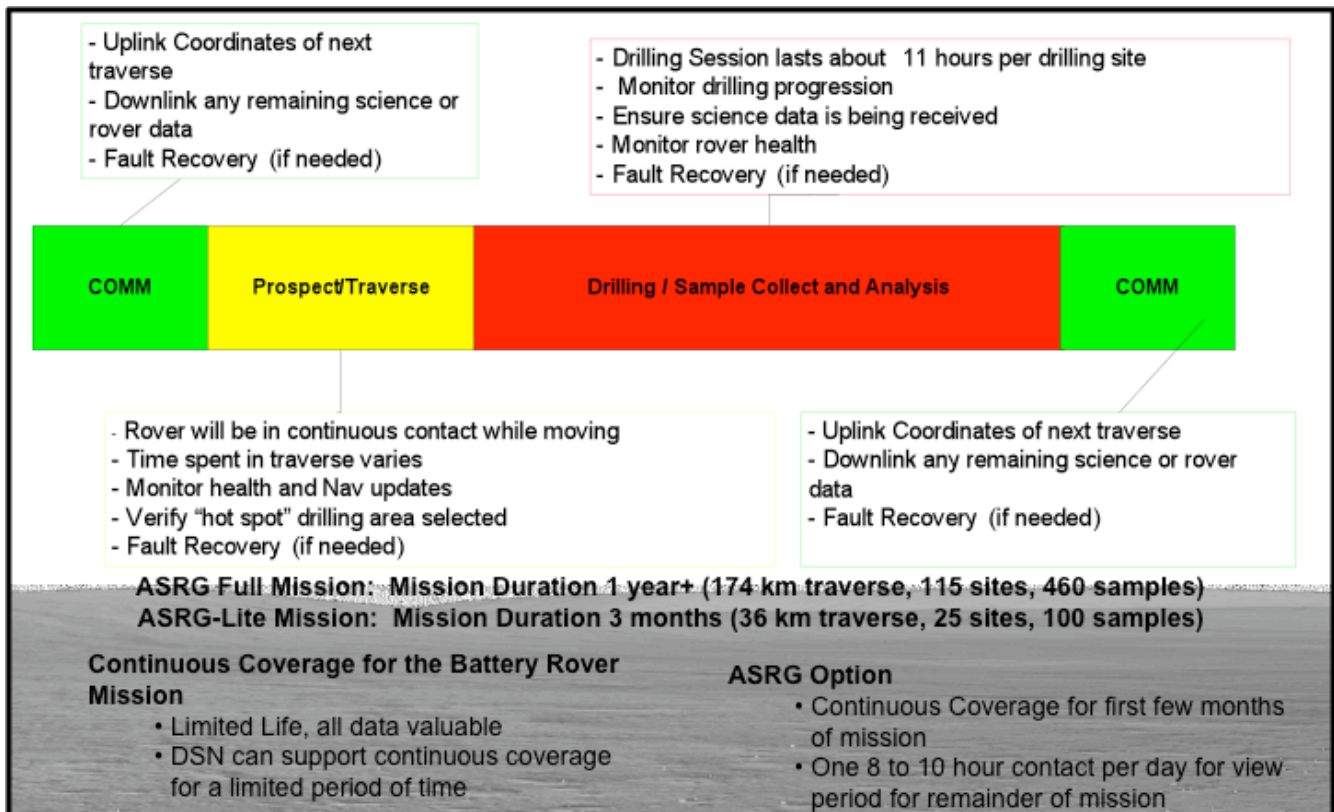 - Uplink Coordinates of next
traverse
- Downlink any remaining science or
rover data
- Fault Recovery (if needed)
- Drilling Session lasts about 11 hours per drilling site
- Monitor drilling progression
- Ensure science data is being received
- Monitor rover health
- Fault Recovery (if needed)
COMM
Prospect/Traverse
Drilling / Sample Collect and Analysis
COMM
- Rover will be in continuous contact while moving
- Time spent in traverse varies
- Monitor health and Nav updates
- Verify “hot spot” drilling area selected
- Fault Recovery (if needed)
- Uplink Coordinates of next traverse
- Downlink any remaining science or rover
data
- Fault Recovery (if needed)
ASRG Full Mission: Mission Duration 1 year+ (174 km traverse, 115 sites, 460 samples)
ASRG-Lite Mission: Mission Duration 3 months (36 km traverse, 25 sites, 100 samples)
Continuous Coverage for the Battery Rover
Mission
• Limited Life, all data valuable
• DSN can support continuous coverage
for a limited period of time
ASRG Option
• Continuous Coverage for first few months
of mission
• One 8 to 10 hour contact per day for view
period for remainder of mission